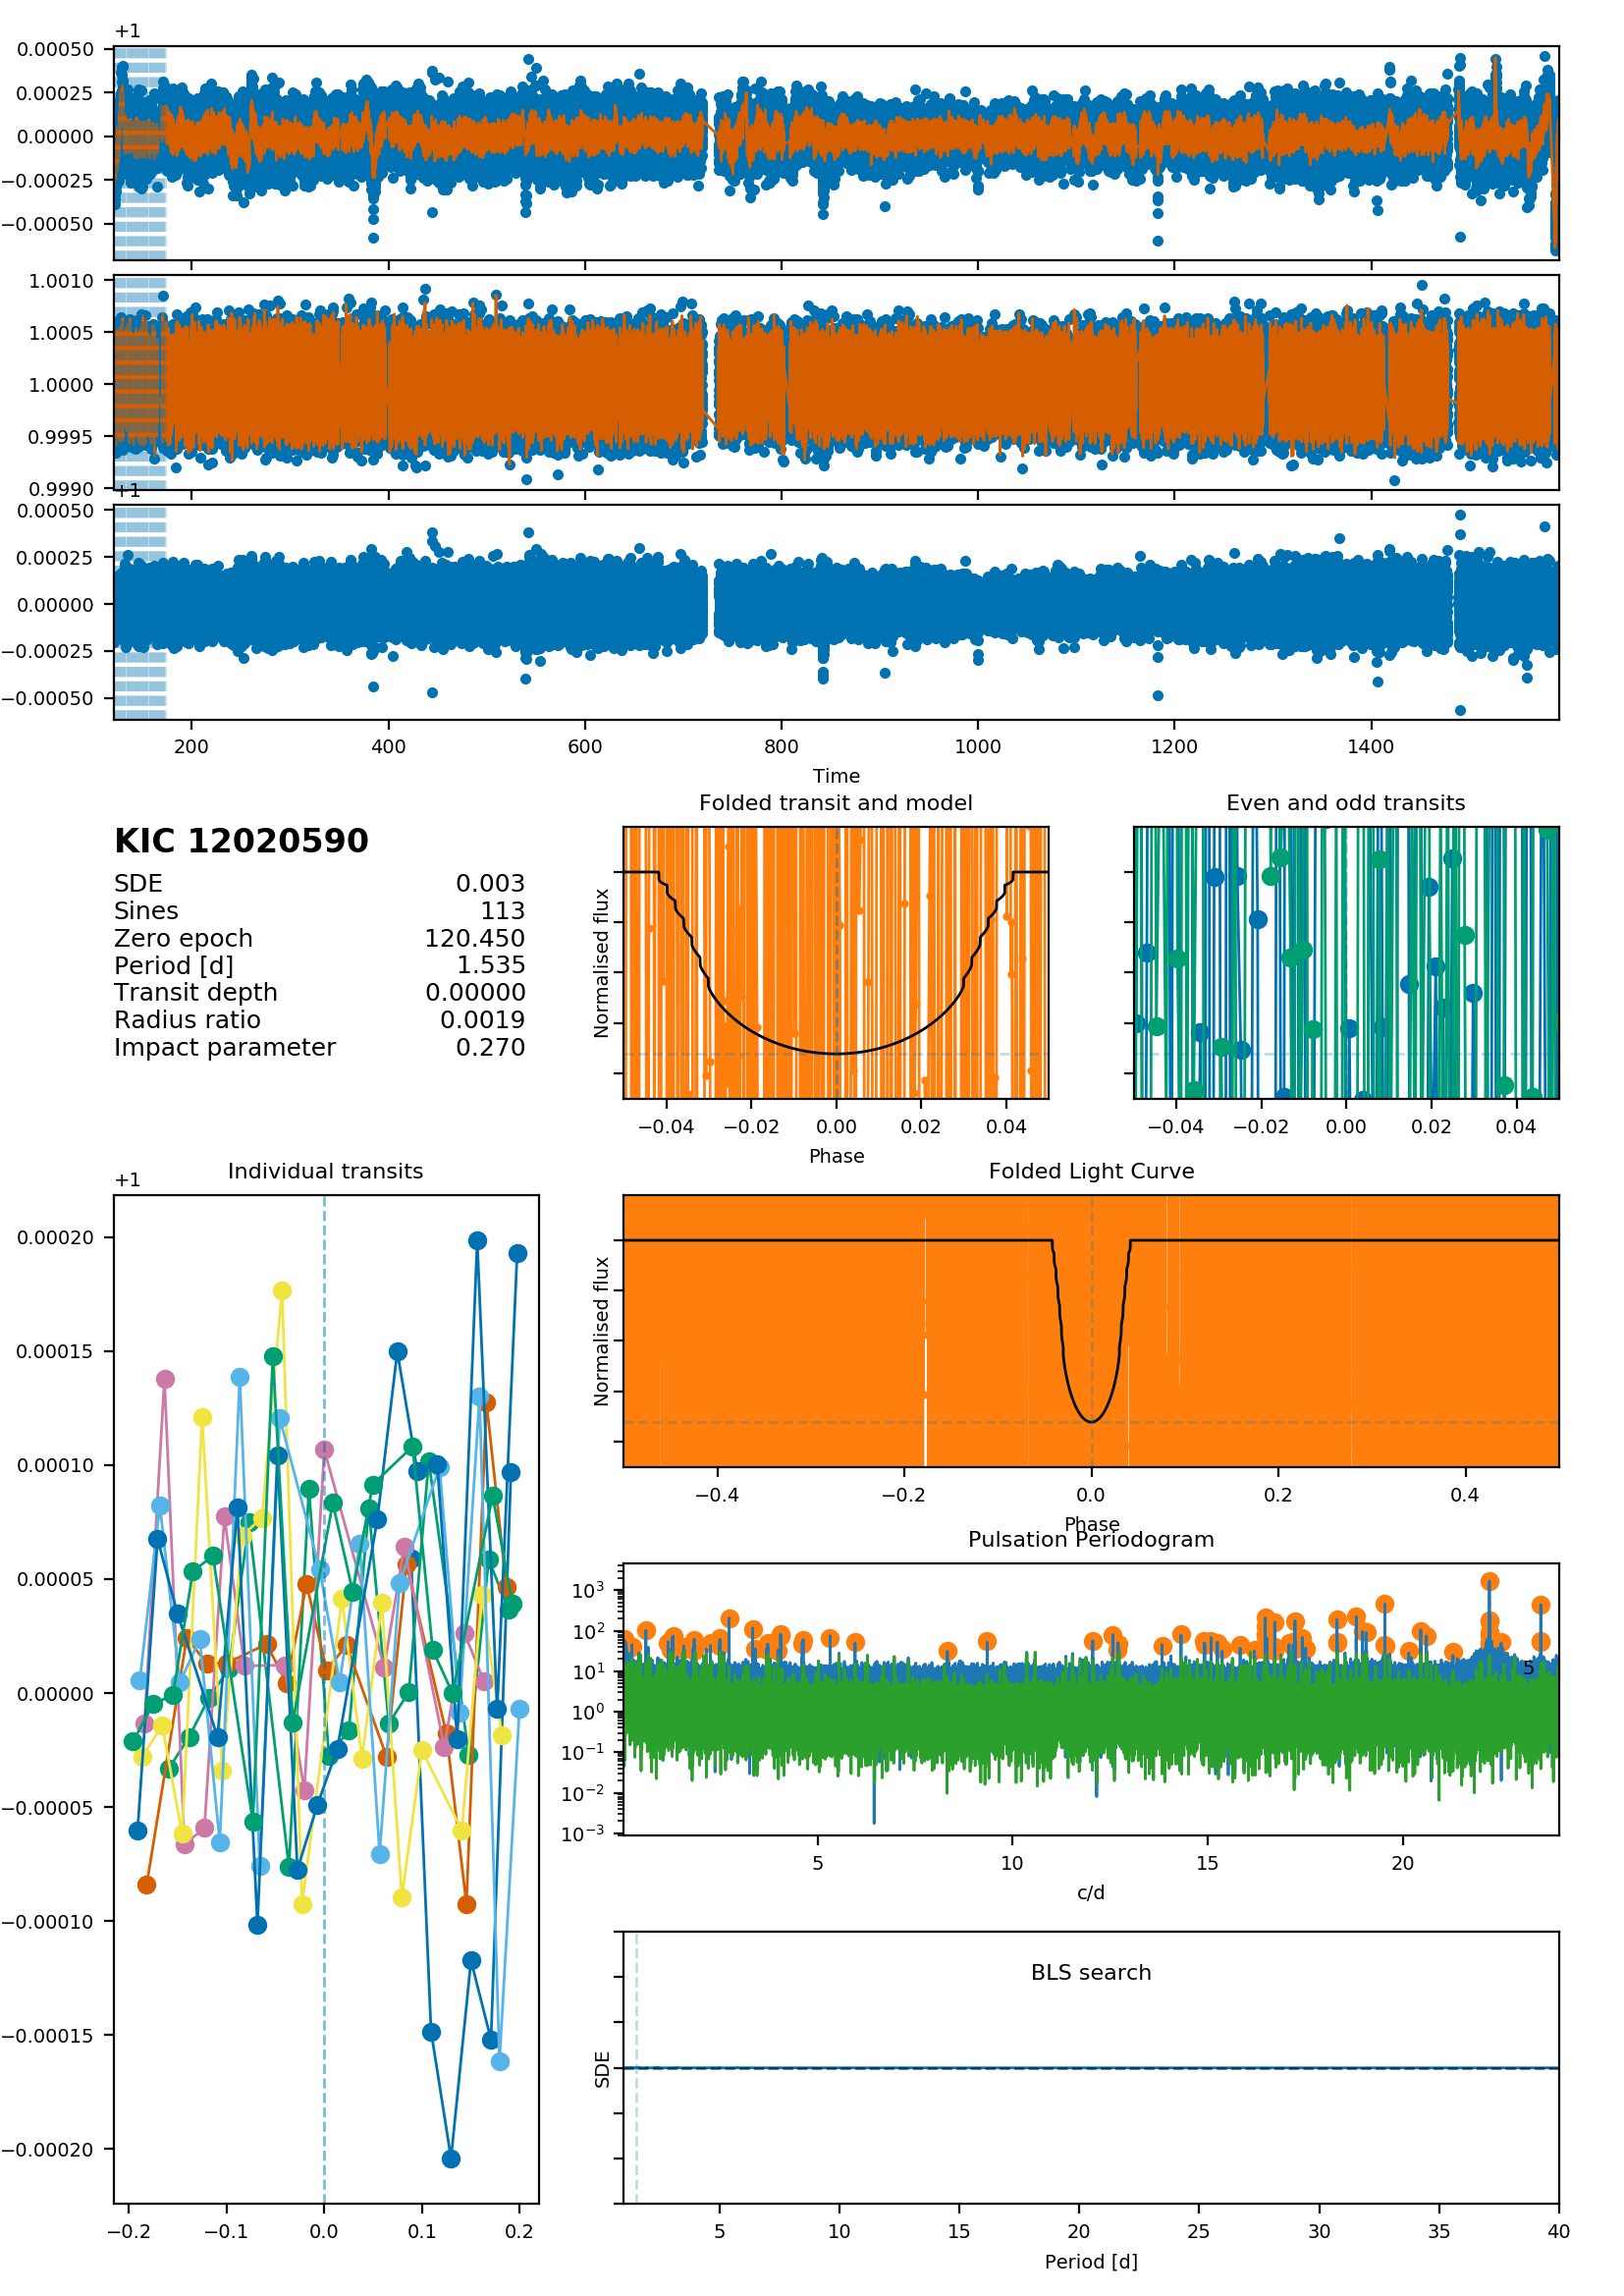 +1
0.00050
0.00025
0.00000
−0.00025
−0.00050
1.0010
1.0005
1.0000
0.9995
0.9990
+1
0.00050
0.00025
0.00000
−0.00025
−0.00050
200 400 600 800 1000 1200 1400
Time
KIC 12020590
SDE 0.003
Sines 113
Zero epoch 120.450
Period [d] 1.535
Transit depth 0.00000
Radius ratio 0.0019
Impact parameter 0.270
Folded transit and model
Normalised flux
−0.04 −0.02 0.00 0.02 0.04
Phase
Even and odd transits
−0.04 −0.02 0.00 0.02 0.04
Individual transits
+1
0.00020
0.00015
0.00010
0.00005
0.00000
−0.00005
−0.00010
−0.00015
−0.00020
−0.2 −0.1 0.0 0.1 0.2
Folded Light Curve
Normalised flux
−0.4 −0.2 0.0 0.2 0.4
Phase
Pulsation Periodogram
10³
10²
10¹
10⁰
10⁻¹
10⁻²
10⁻³
5
5 10 15 20
c/d
BLS search
SDE
5 10 15 20 25 30 35 40
Period [d]